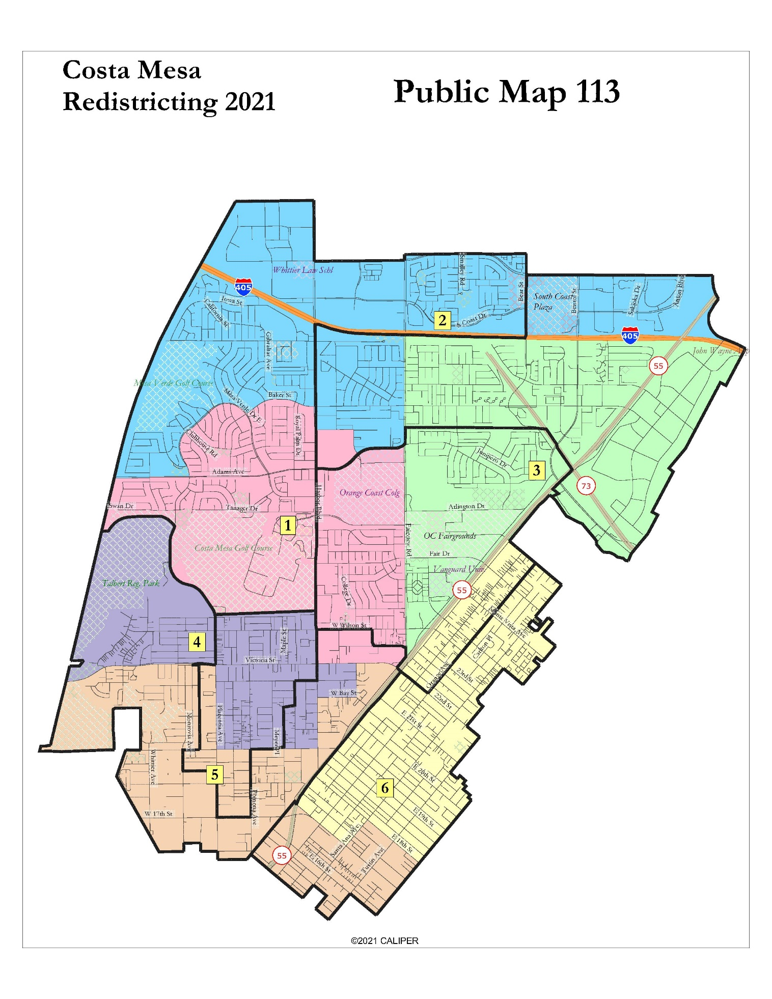 Costa Mesa
Redistricting 2021
Public Map 113
Whittier Law Schl
405
Iowa St
California St
Smalley Rd
Bear St
South Coast
Plaza
Bristol St
Sakioka Dr
Anton Blvd
2
S Coast Dr
405
John Wayne Airp
55
Gibraltar Ave
Mesa Verde Golf Course
Mesa Verde Dr E
Baker St
Royal Palm Dr
Clubhouse Rd
Adams Ave
Junipero Dr
3
73
Harbor Blvd
Orange Coast Colg
Swan Dr
Tanager Dr
Arlington Dr
1
Fairview Rd
OC Fairgrounds
Costa Mesa Golf Course
Fair Dr
Vanguard Univ
Talbert Reg. Park
College Dr
55
W Wilson St
Monte Vista Ave
Maple St
4
Carlton Pl
Victoria St
Orange Ave
23rd St
W Bay St
22nd St
Placentia Ave
Monrovia Ave
E 21st St
Meyer Pl
Whittier Ave
5
E 20th St
6
Pomona Ave
W 17th St
E 19th St
Santa Ana Ave
E 18th St
55
E 16th St
Tustin Ave
©2021 CALIPER